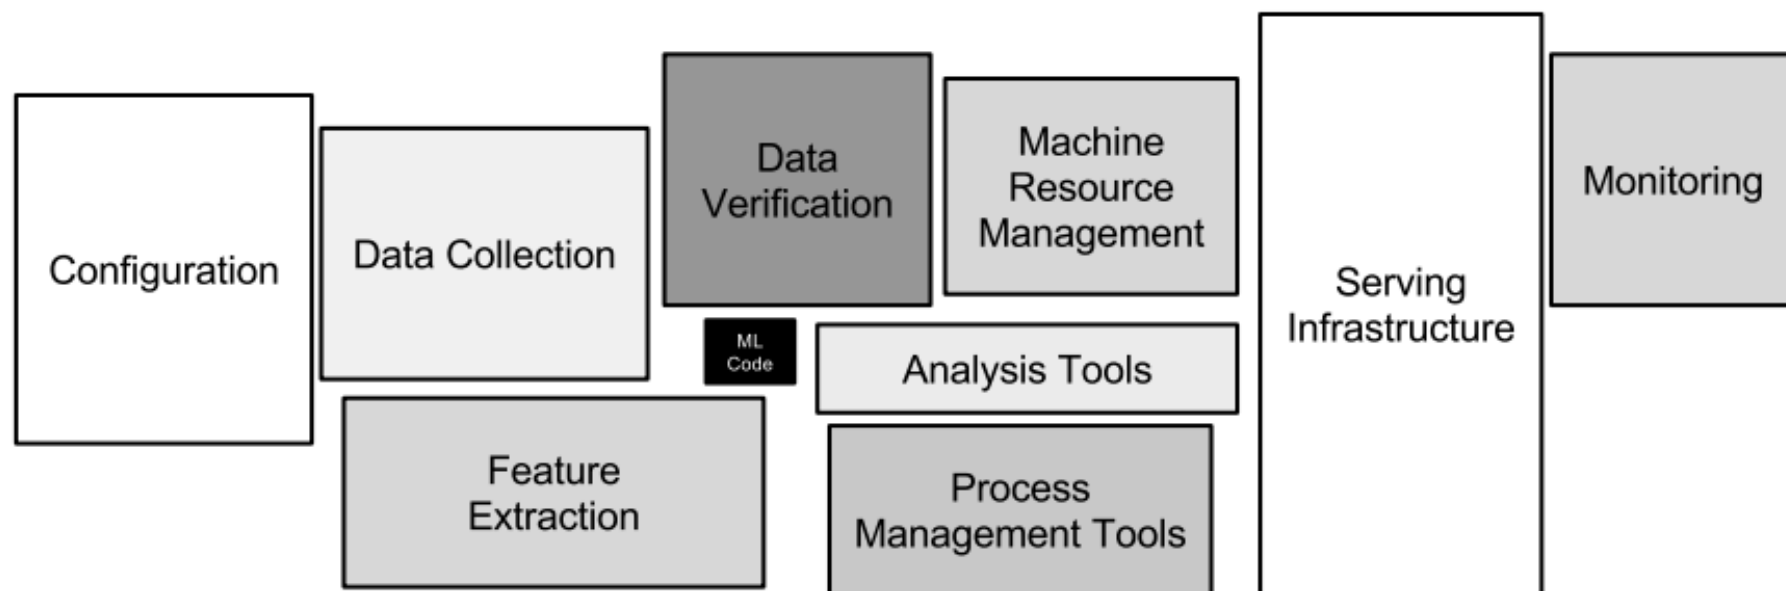 Configuration
Data Collection
Feature
Extraction
Data
Verification
ML
Code
Machine
Resource
Management
Analysis Tools
Process
Management Tools
Serving
Infrastructure
Monitoring